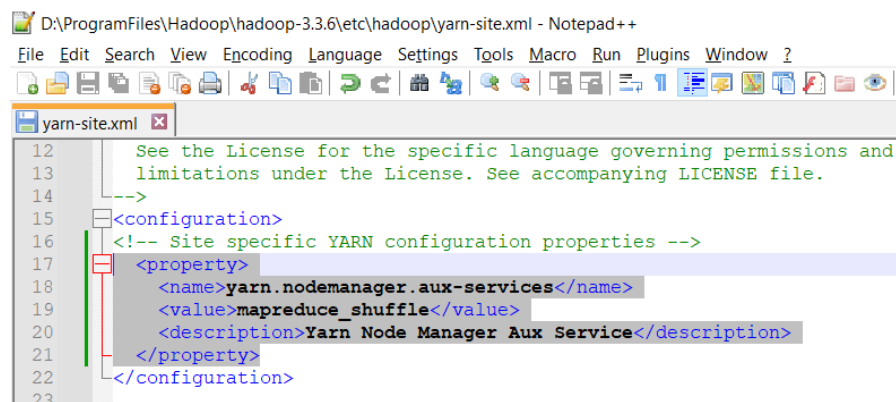 D:\ProgramFiles\Hadoop\hadoop-3.3.6\etc\hadoop\yarn-site.xml - Notepad++
File Edit Search View Encoding Language Settings Tools Macro Run Plugins Window ?
yarn-site.xml
12 See the License for the specific language governing permissions and
13 limitations under the License. See accompanying LICENSE file.
14 -->
15 <configuration>
16 <!-- Site specific YARN configuration properties -->
17 <property>
18 <name>yarn.nodemanager.aux-services</name>
19 <value>mapreduce_shuffle</value>
20 <description>Yarn Node Manager Aux Service</description>
21 </property>
22 </configuration>
23